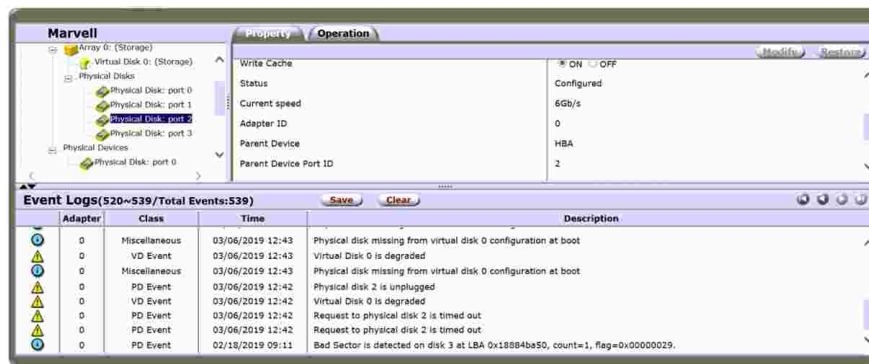 Marvell
Property Operation
Array 0: (Storage)
Virtual Disk 0: (Storage)
Physical Disks
Physical Disk: port 0
Physical Disk: port 1
Physical Disk: port 2
Physical Disk: port 3
Physical Devices
Physical Disk: port 0
Modify Restore
Write Cache ON OFF
Status Configured
Current speed 6Gb/s
Adapter ID 0
Parent Device HBA
Parent Device Port ID 2
Event Logs(520~539/Total Events:539) Save Clear
Adapter Class Time Description
0 Miscellaneous 03/06/2019 12:43 Physical disk missing from virtual disk 0 configuration at boot
0 VD Event 03/06/2019 12:43 Virtual Disk 0 is degraded
0 Miscellaneous 03/06/2019 12:43 Physical disk missing from virtual disk 0 configuration at boot
0 PD Event 03/06/2019 12:42 Physical disk 2 is unplugged
0 VD Event 03/06/2019 12:42 Virtual Disk 0 is degraded
0 PD Event 03/06/2019 12:42 Request to physical disk 2 is timed out
0 PD Event 03/06/2019 12:42 Request to physical disk 2 is timed out
0 PD Event 02/18/2019 09:11 Bad Sector is detected on disk 3 at LBA 0x18884ba50, count=1, flag=0x00000029.